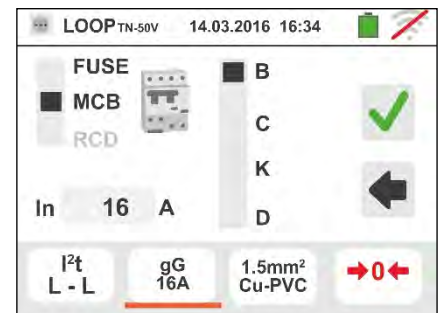 LOOP TN-50V 14.03.2016 16:34
FUSE
MCB
RCD
B
C
K
D
In 16 A
I²t
L - L
gG
16A
1.5mm²
Cu-PVC
→0←